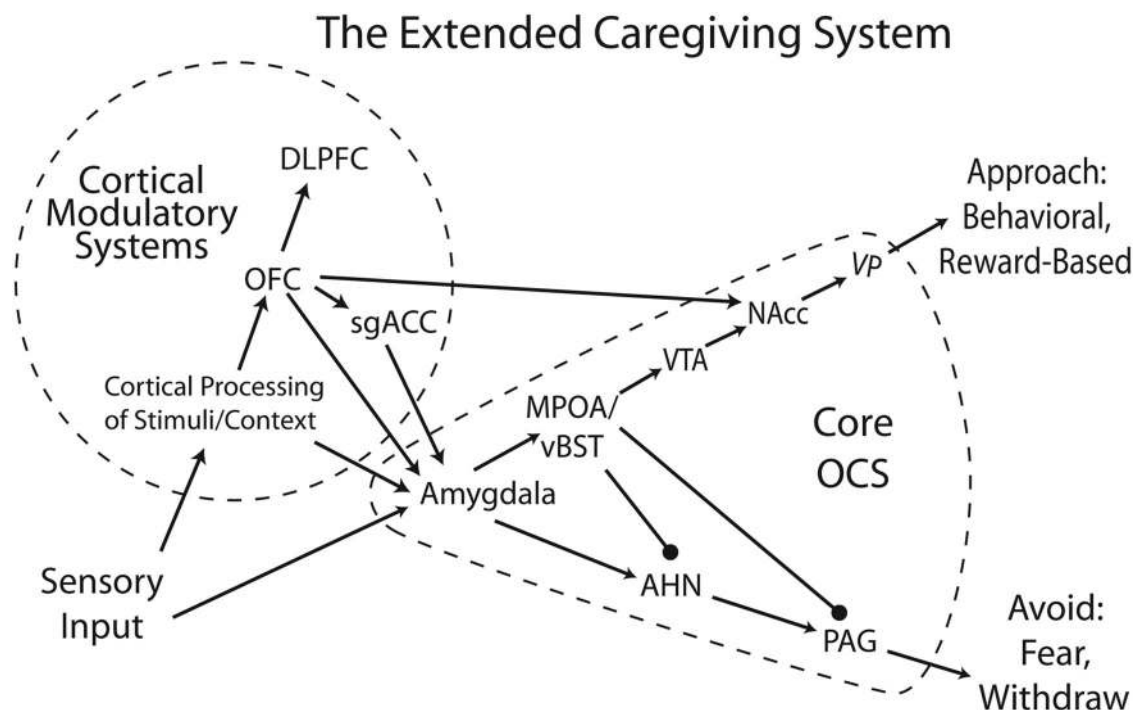 The Extended Caregiving System
Cortical
Modulatory
Systems
DLPFC
OFC
sgACC
Cortical Processing
of Stimuli/Context
Sensory
Input
Amygdala
MPOA/
vBST
VTA
NAcc
VP
AHN
PAG
Core
OCS
Approach:
Behavioral,
Reward-Based
Avoid:
Fear,
Withdraw